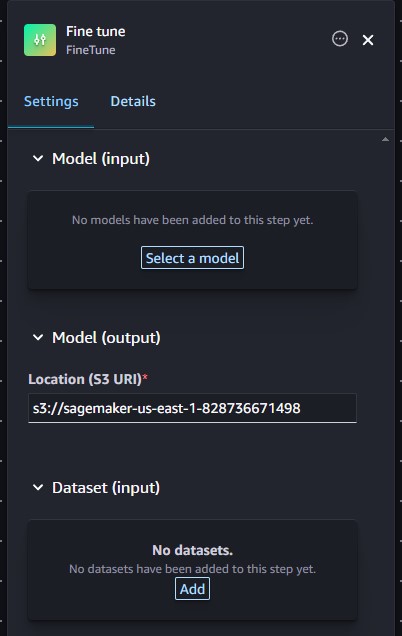 Fine tune
FineTune
Settings
Details
Model (input)
No models have been added to this step yet.
Select a model
Model (output)
Location (S3 URI)*
s3://sagemaker-us-east-1-828736671498
Dataset (input)
No datasets.
No datasets have been added to this step yet.
Add